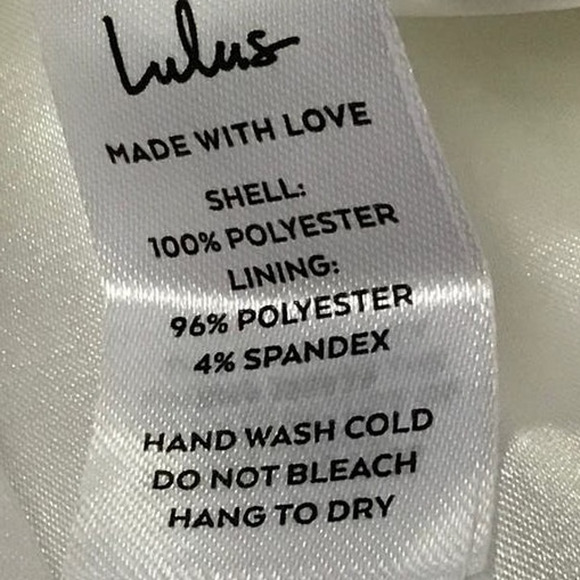 Lulus
MADE WITH LOVE
SHELL:
100% POLYESTER
LINING:
96% POLYESTER
4% SPANDEX
HAND WASH COLD
DO NOT BLEACH
HANG TO DRY